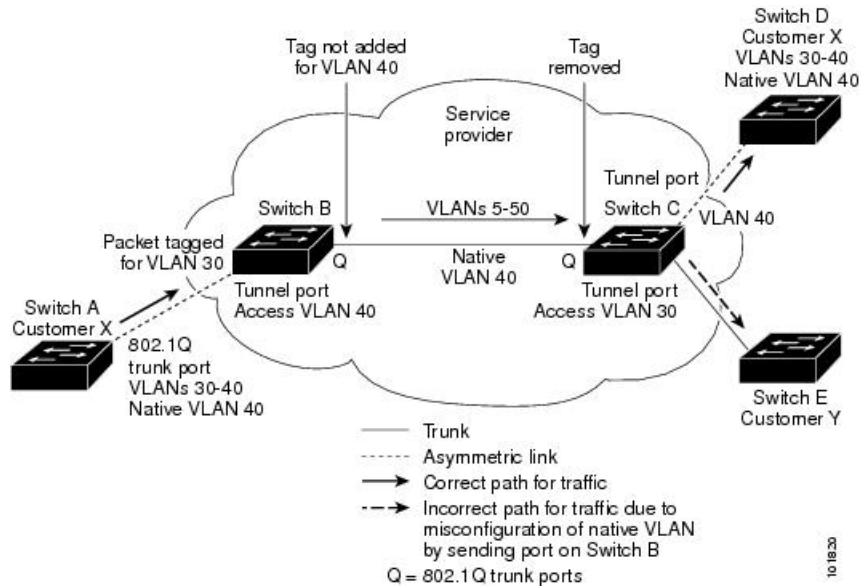 Tag not added
for VLAN 40
Tag
removed
Switch D
Customer X
VLANs 30-40
Native VLAN 40
Service
provider
Tunnel port
Switch B
VLANs 5-50
Switch C
VLAN 40
Packet tagged
for VLAN 30
Q
Native
VLAN 40
Q
Tunnel port
Access VLAN 40
Tunnel port
Access VLAN 30
Switch A
Customer X
802.1Q
trunk port
VLANs 30-40
Native VLAN 40
Switch E
Customer Y
Trunk
Asymmetric link
Correct path for traffic
Incorrect path for traffic due to
misconfiguration of native VLAN
by sending port on Switch B
Q = 802.1Q trunk ports
101820